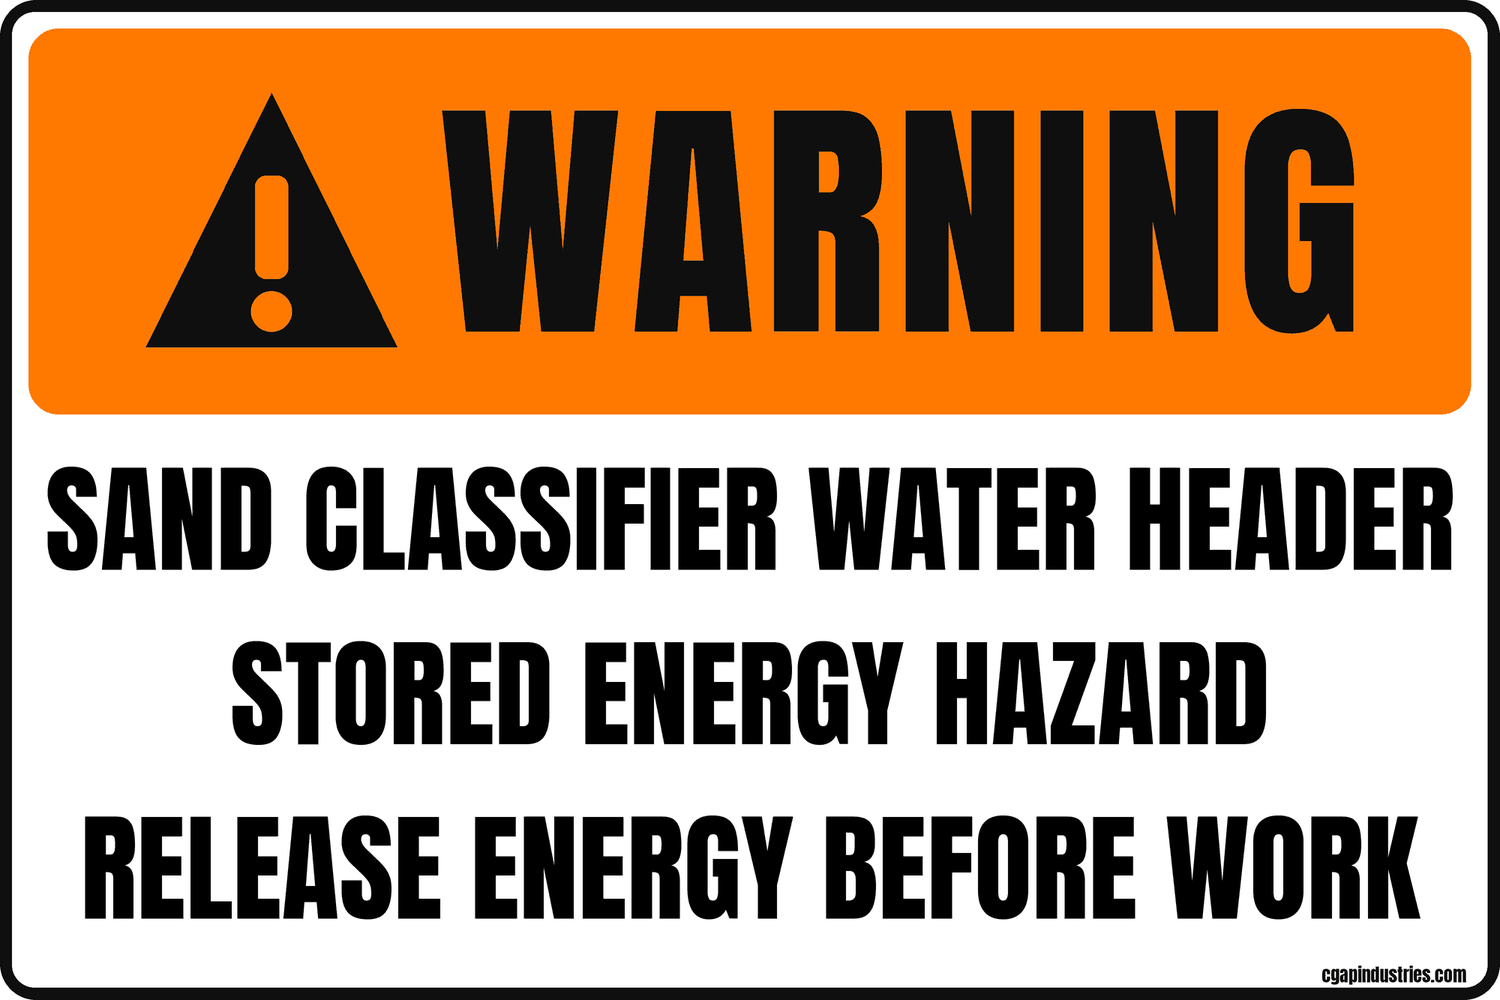 WARNING
SAND CLASSIFIER WATER HEADER
STORED ENERGY HAZARD
RELEASE ENERGY BEFORE WORK
cgapindustries.com